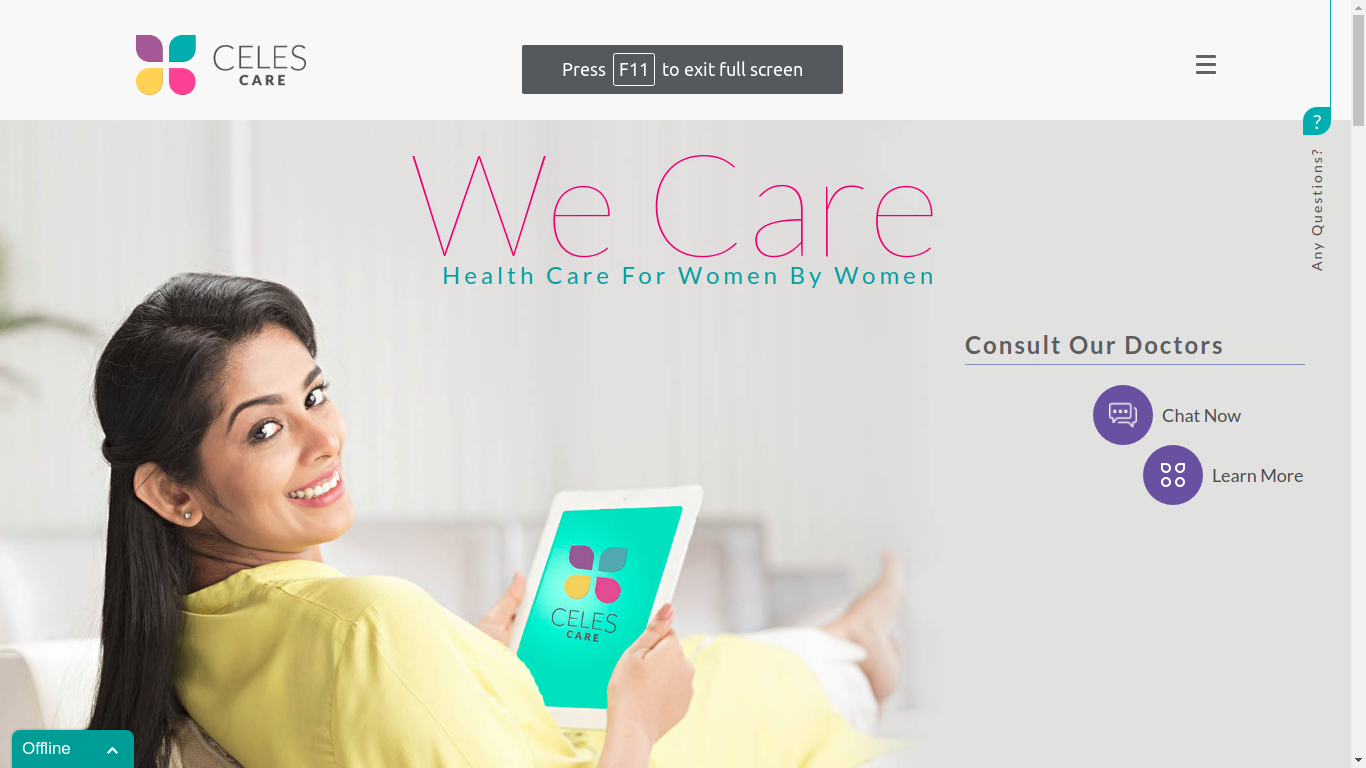 CELES
CARE
Press F11 to exit full screen
?
Any Questions?
We Care
Health Care For Women By Women
Consult Our Doctors
Chat Now
Learn More
CELES
CARE
Offline